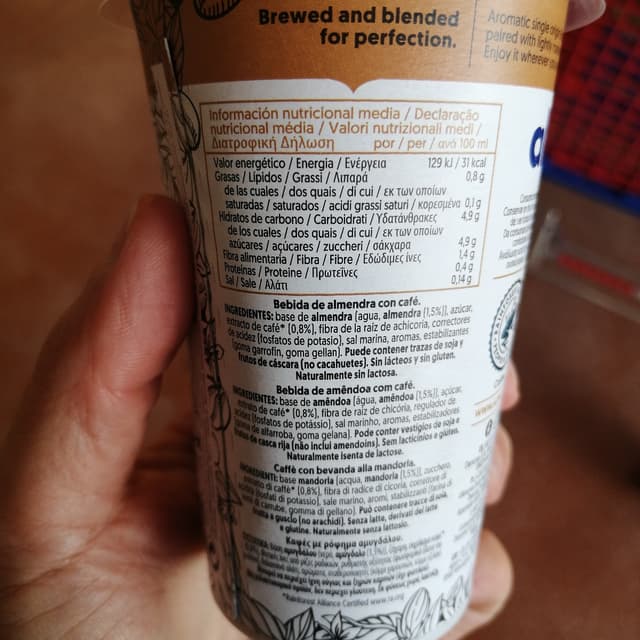 Brewed and blended
for perfection.
Aromatic single
paired with
Enjoy it wherever
Información nutricional media / Declaração
nutricional média / Valori nutrizionali medi /
Διατροφική Δήλωση por / per / ανά 100 ml
Valor energético / Energia / Ενέργεια 129 kJ / 31 kcal
Grasas / Lípidos / Grassi / Λιπαρά 0,8 g
de las cuales / dos quais / di cui / εκ των οποίων
saturadas / saturados / acidi grassi saturi / κορεσμένα 0,1 g
Hidratos de carbono / Carboidrati / Υδατάνθρακες 4,9 g
de los cuales / dos quais / di cui / εκ των οποίων
azúcares / açúcares / zuccheri / σάκχαρα 4,9 g
Fibra alimentaria / Fibra / Fibre / Εδώδιμες ίνες 1,4 g
Proteínas / Proteine / Πρωτεΐνες 0,4 g
Sal / Sale / Αλάτι 0,14 g
Bebida de almendra con café.
INGREDIENTES: base de almendra (agua, almendra (1,5%)), azúcar,
extracto de café* (0,8%), fibra de la raíz de achicoria, correctores
de acidez (fosfatos de potasio), sal marina, aromas, estabilizantes
(goma garrofín, goma gellan). Puede contener trazas de soja y
frutos de cáscara (no cacahuetes). Sin lácteos y sin gluten.
Naturalmente sin lactosa.
Bebida de amêndoa com café.
INGREDIENTES: base de amêndoa (água, amêndoa (1,5%)), açúcar,
extrato de café* (0,8%), fibra de raiz de chicória, regulador de
acidez (fosfatos de potássio), sal marinho, aromas, estabilizadores
(goma de alfarroba, goma gelana). Pode conter vestígios de soja e
frutos de casca rija (não inclui amendoins). Sem lacticínios e glúten.
Naturalmente isenta de lactose.
Caffè con bevanda alla mandorla.
INGREDIENTI: base mandorla (acqua, mandorla (1,5%)), zucchero,
estratto di caffè* (0,8%), fibra di radice di cicoria, correttore di
acidità (fosfati di potassio), sale marino, aromi, stabilizzanti (farina di
semi di carrube, gomma di gellano). Può contenere tracce di soia,
frutta a guscio (no arachidi). Senza latte, derivati del latte
e glutine. Naturalmente senza lattosio.
Καφές με ρόφημα αμυγδάλου.
*Rainforest Alliance Certified www.ra.org